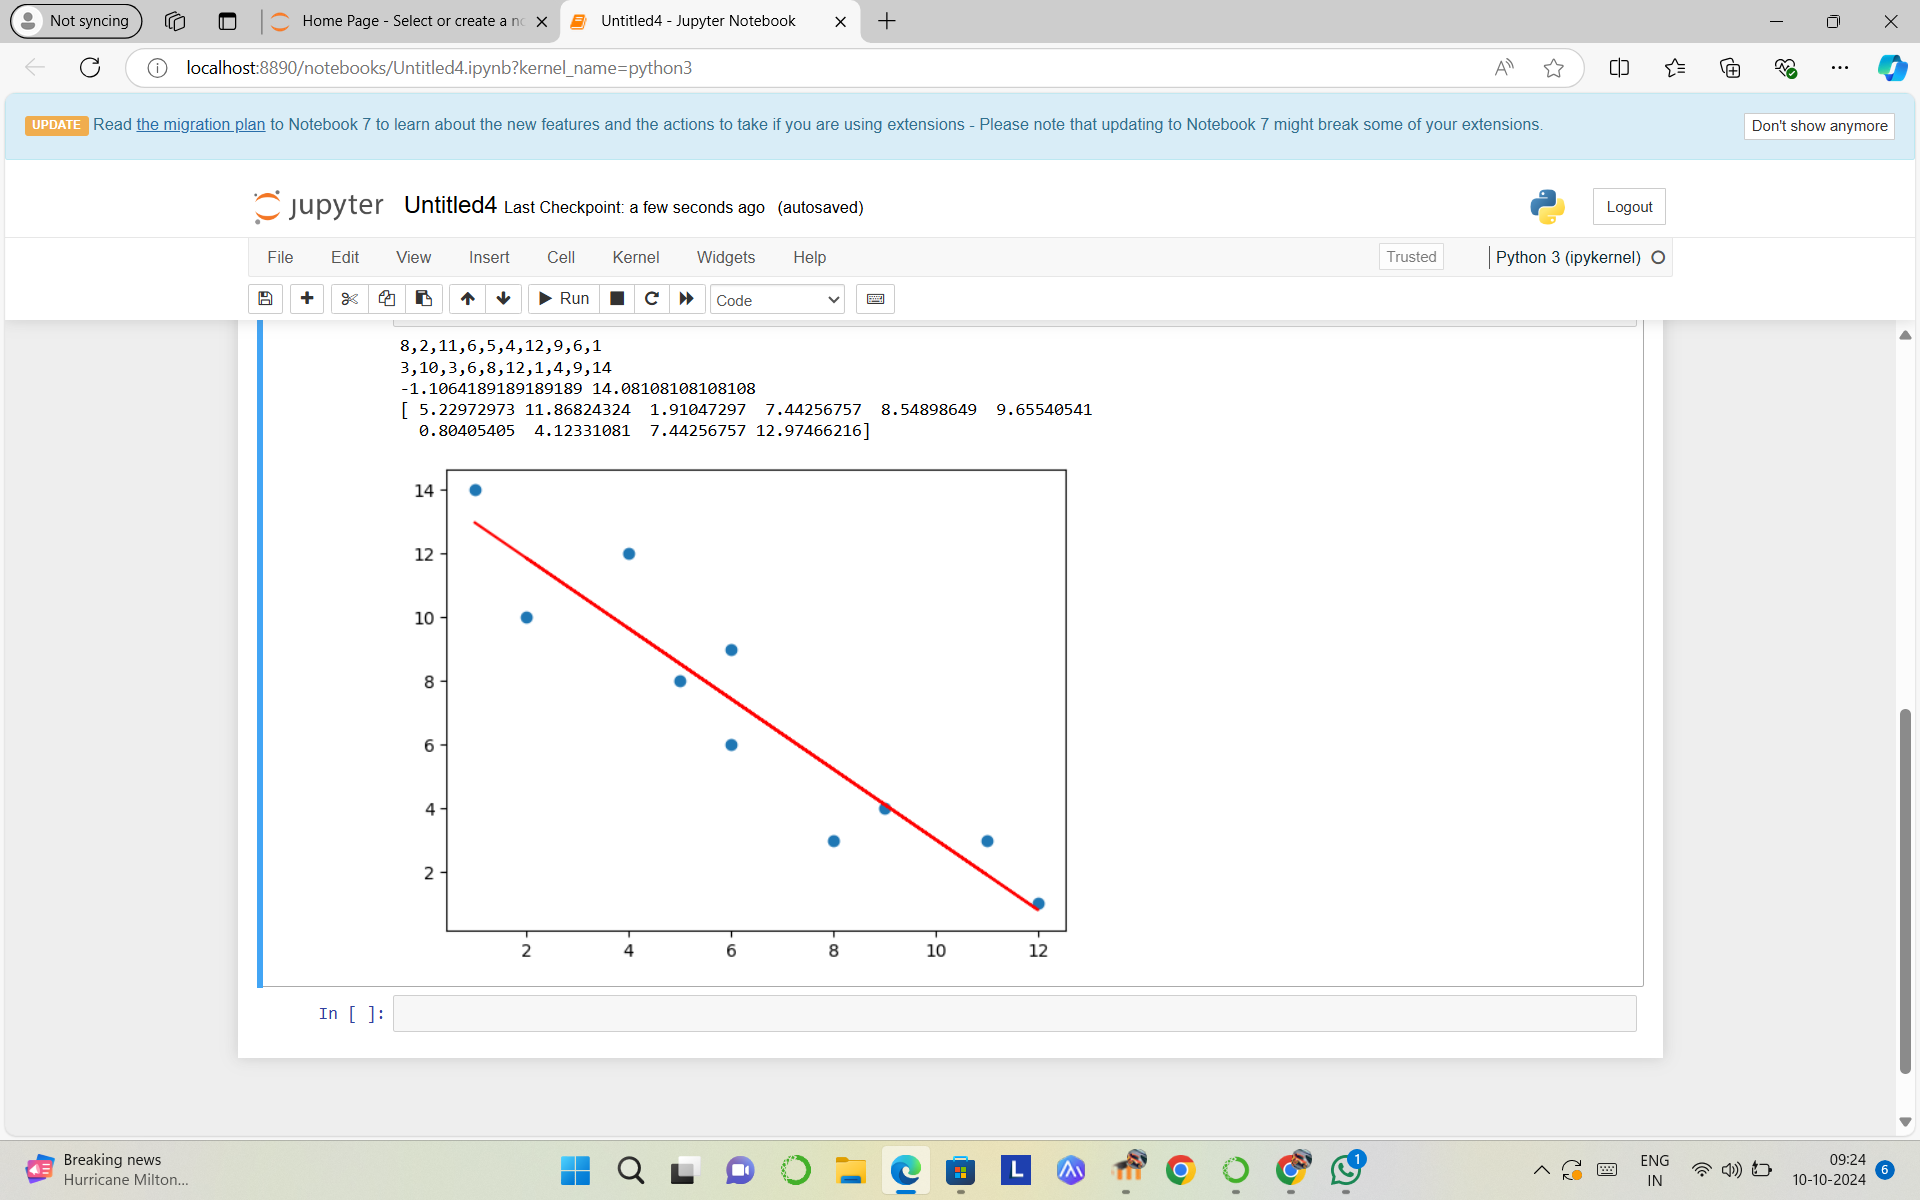 Not syncing
Home Page - Select or create a n
Untitled4 - Jupyter Notebook
localhost:8890/notebooks/Untitled4.ipynb?kernel_name=python3
UPDATE Read the migration plan to Notebook 7 to learn about the new features and the actions to take if you are using extensions - Please note that updating to Notebook 7 might break some of your extensions.
Don't show anymore
jupyter Untitled4 Last Checkpoint: a few seconds ago (autosaved)
Logout
File Edit View Insert Cell Kernel Widgets Help
Trusted
Python 3 (ipykernel)
Run
Code
8,2,11,6,5,4,12,9,6,1
3,10,3,6,8,12,1,4,9,14
-1.1064189189189189 14.08108108108108
[ 5.22972973 11.86824324 1.91047297 7.44256757 8.54898649 9.65540541
0.80405405 4.12331081 7.44256757 12.97466216]
14
12
10
8
6
4
2
2 4 6 8 10 12
In [ ]:
Breaking news
Hurricane Milton...
L
1
ENG
IN
09:24
10-10-2024
6